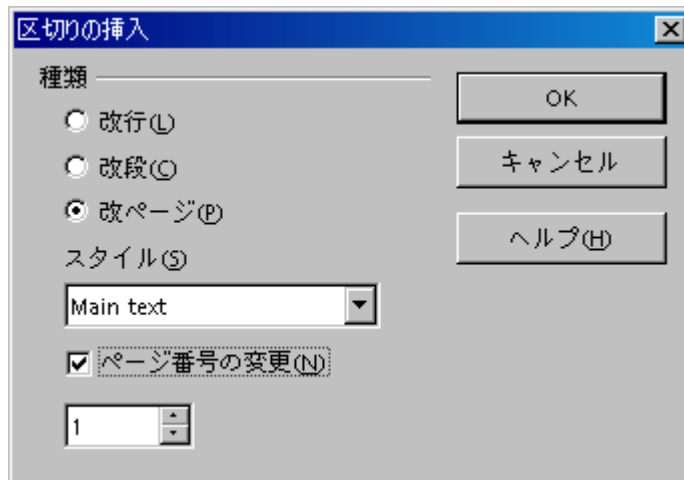 区切りの挿入
種類
改行(L)
改段(C)
改ページ(P)
スタイル(S)
Main text
ページ番号の変更(N)
1
OK
キャンセル
ヘルプ(H)